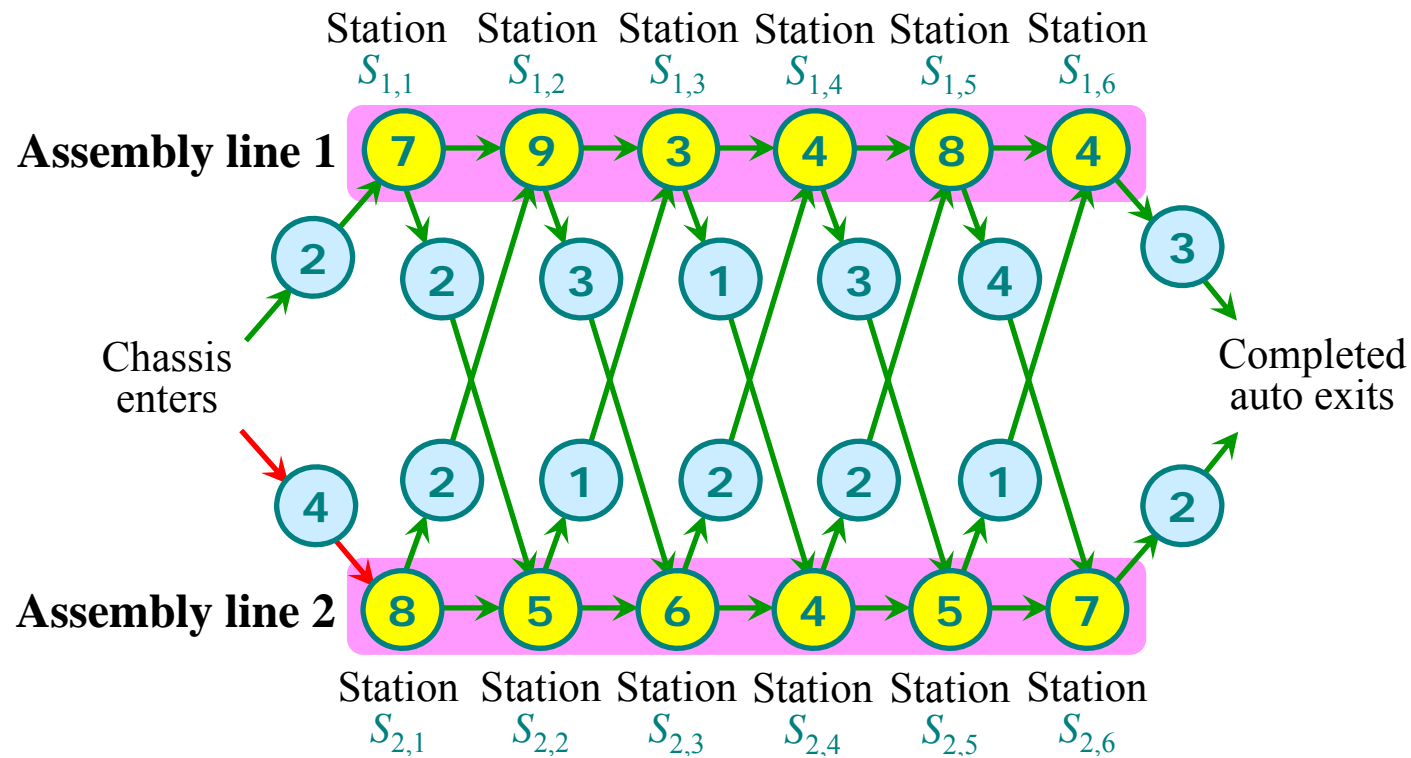 Station Station Station Station Station Station
S1,1 S1,2 S1,3 S1,4 S1,5 S1,6
Assembly line 1 7 9 3 4 8 4
2 2 3 1 3 4 3
Chassis
enters
Completed
auto exits
4 2 1 2 2 1 2
Assembly line 2 8 5 6 4 5 7
Station Station Station Station Station Station
S2,1 S2,2 S2,3 S2,4 S2,5 S2,6